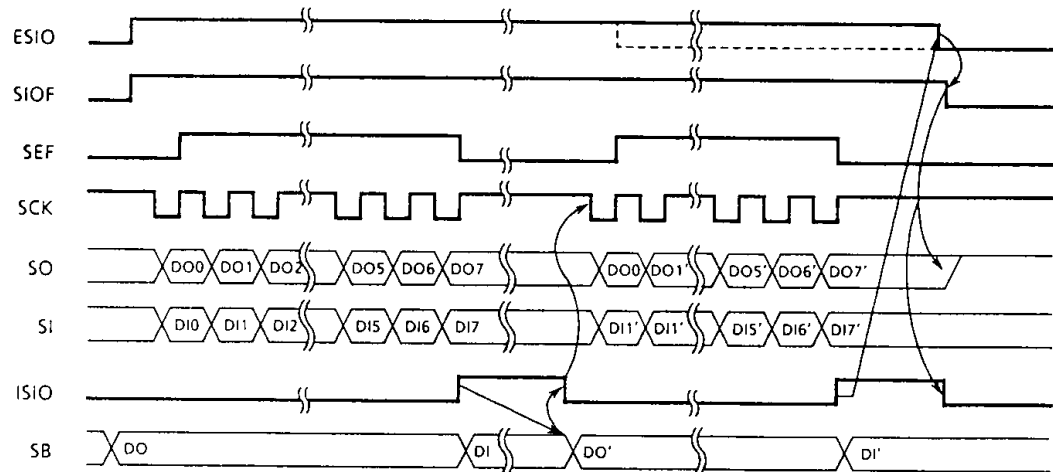 ESIO
SIOF
SEF
SCK
SO DO0 DO1 DO2 DO5 DO6 DO7 DO0 DO1' DO5' DO6' DO7'
SI DI0 DI1 DI2 DI5 DI6 DI7 DI1' DI1' DI5' DI6' DI7'
ISIO
SB DO DI DO' DI'